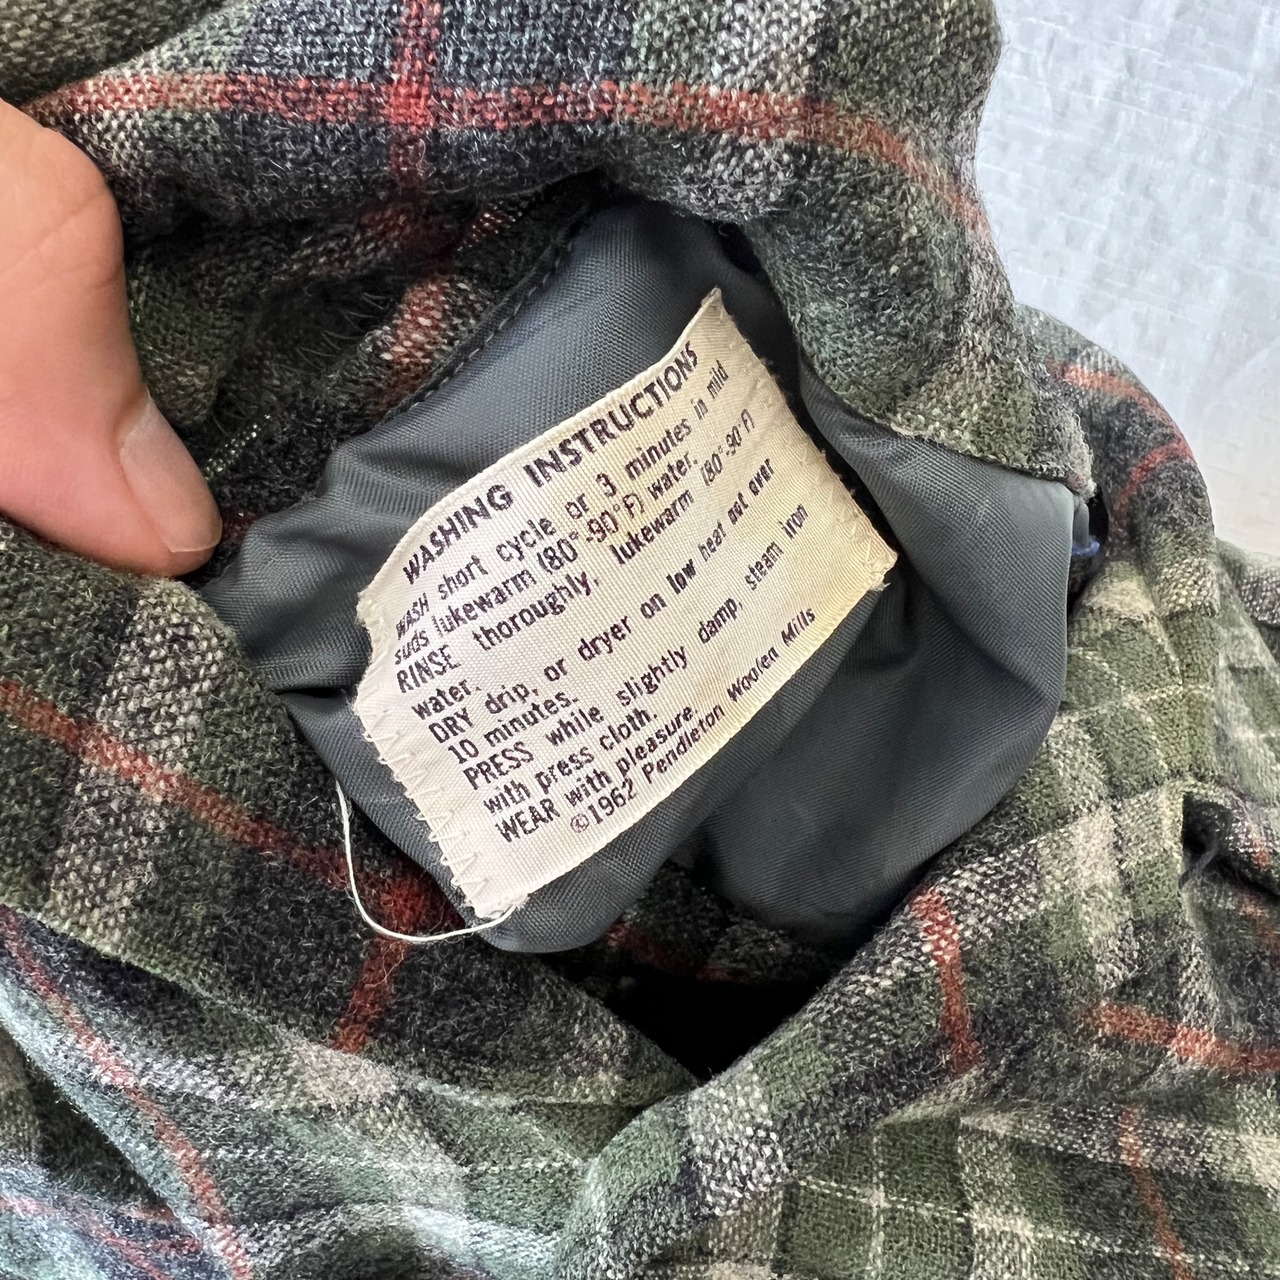 WASHING INSTRUCTIONS
WASH short cycle or 3 minutes in mild
suds lukewarm (80°-90°F) water.
RINSE thoroughly, lukewarm (80°-90°F)
water.
DRY drip, or dryer on low heat not over
10 minutes.
PRESS while slightly damp, steam iron
with press cloth.
WEAR with pleasure.
©1962 Pendleton Woolen Mills